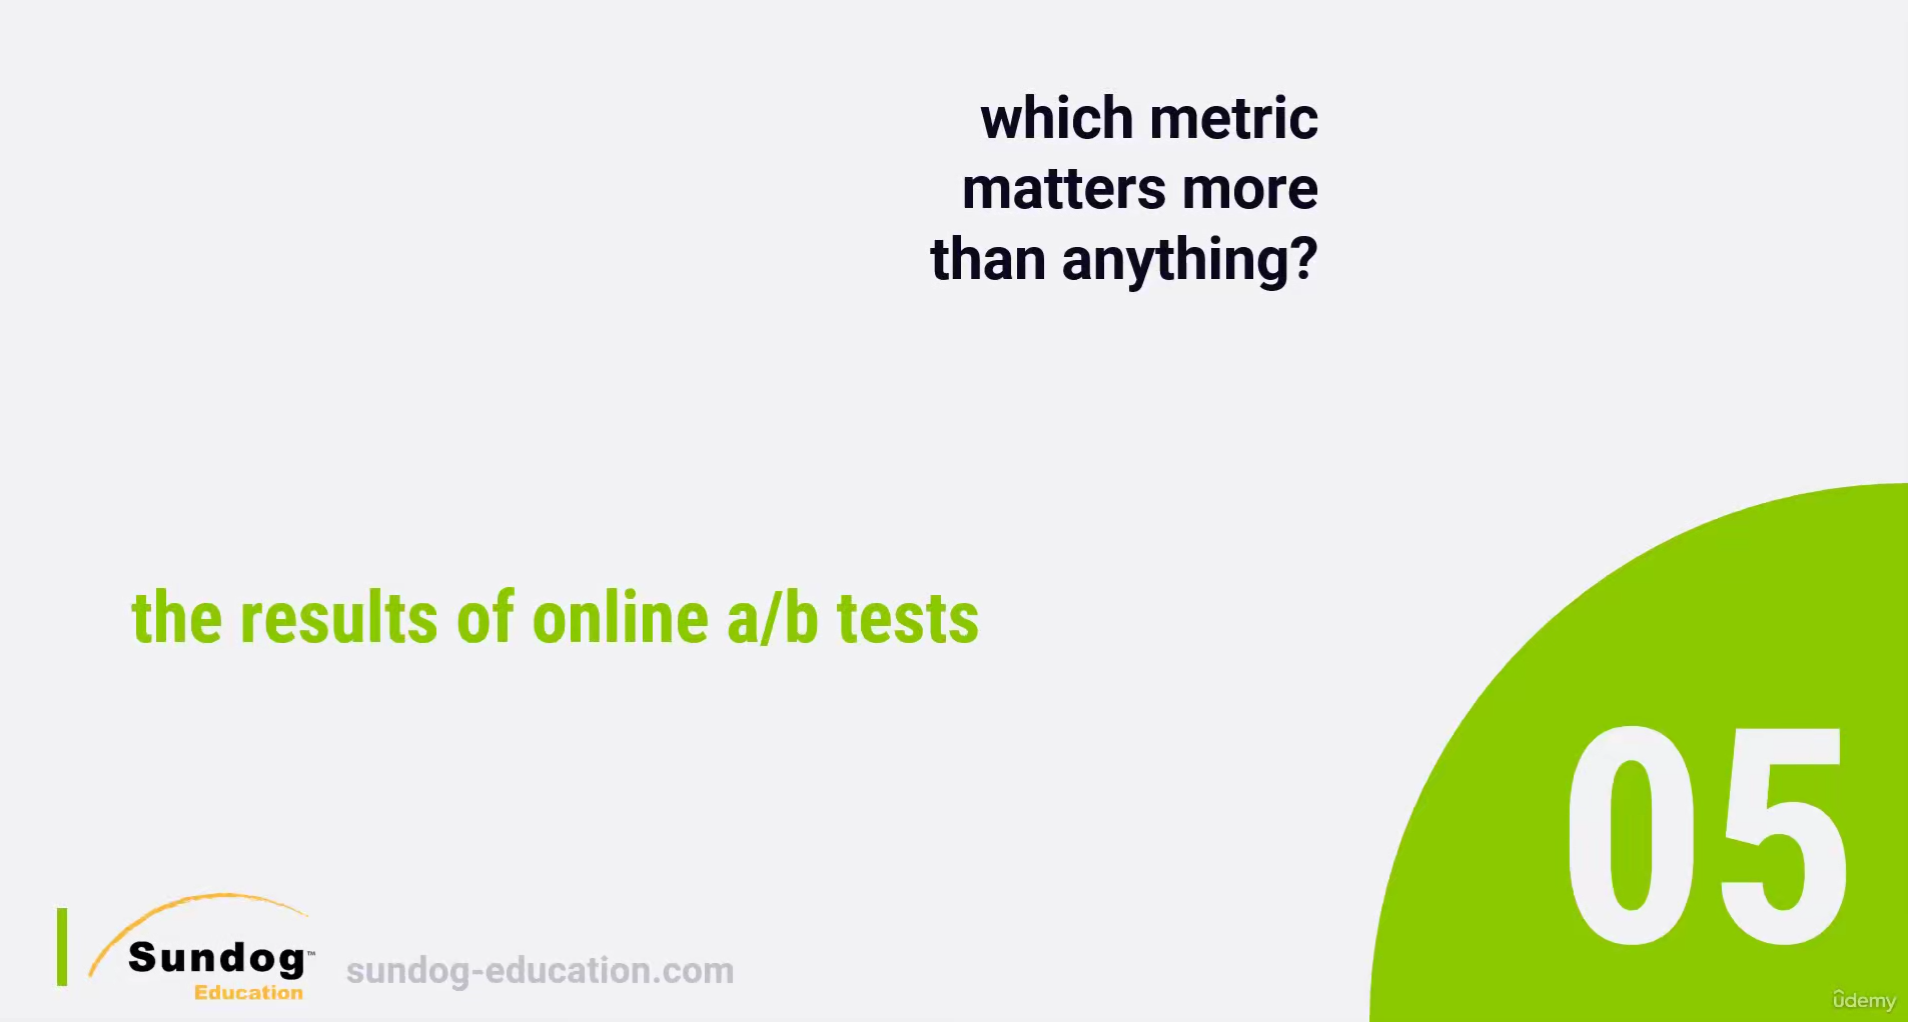 which metric
matters more
than anything?
the results of online a/b tests
05
Sundog™
Education
sundog-education.com
ûdemy